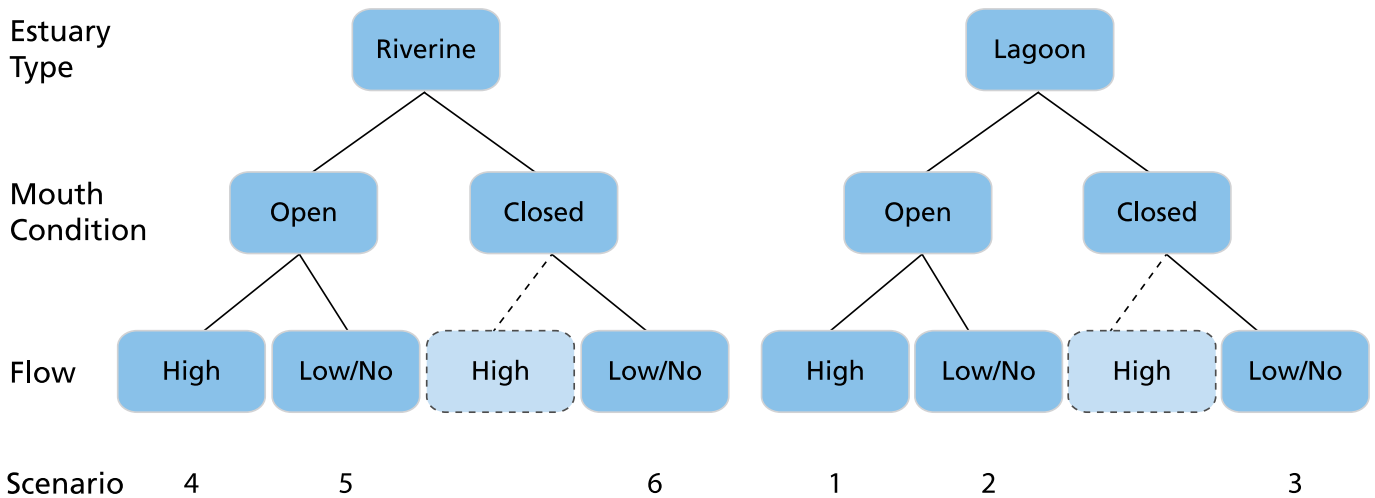 Estuary
Type
Riverine
Lagoon
Mouth
Condition
Open
Closed
Open
Closed
Flow
High
Low/No
High
Low/No
High
Low/No
High
Low/No
Scenario
4
5
6
1
2
3